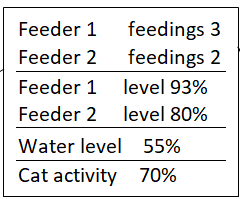 Feeder 1 feedings 3
Feeder 2 feedings 2
Feeder 1 level 93%
Feeder 2 level 80%
Water level 55%
Cat activity 70%